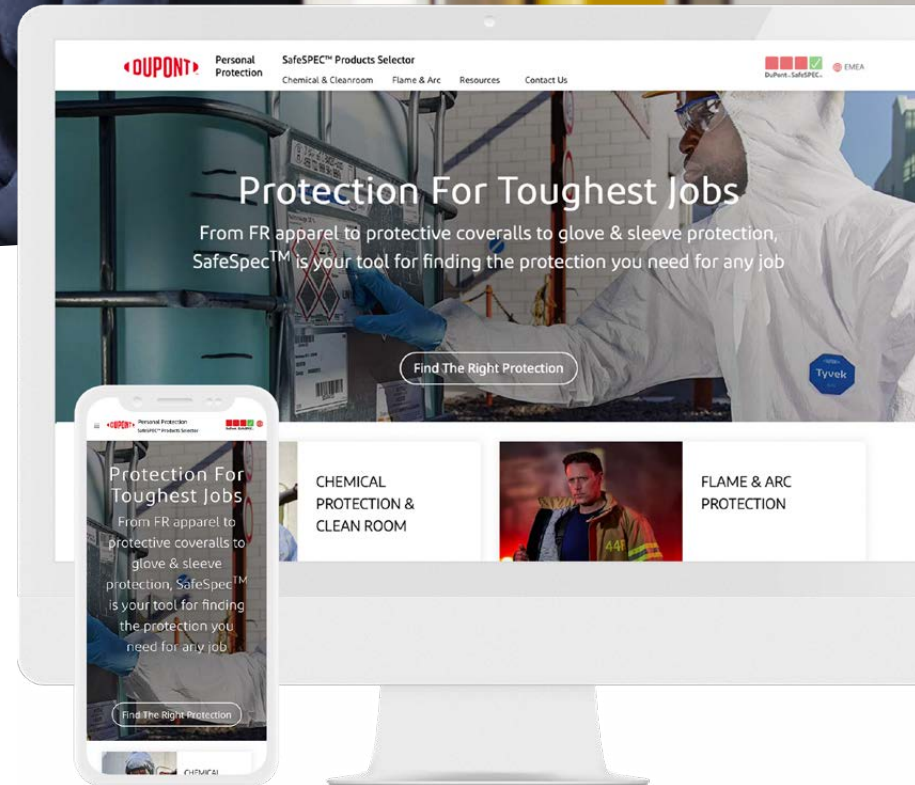 DUPONT
Personal
Protection
SafeSPEC™ Products Selector
Chemical & Cleanroom Flame & Arc Resources Contact Us
DuPont™ SafeSPEC™
EMEA
Protection For Toughest Jobs
From FR apparel to protective coveralls to glove & sleeve protection,
SafeSpec™ is your tool for finding the protection you need for any job
Find The Right Protection
Tyvek
CHEMICAL
PROTECTION &
CLEAN ROOM
441
FLAME & ARC
PROTECTION
DUPONT
Personal Protection
SafeSPEC™ Products Selector
Protection For
Toughest Jobs
From FR apparel to
protective coveralls to
glove & sleeve
protection, SafeSpec™
is your tool for finding
the protection you
need for any job
Find The Right Protection
CHEMICAL